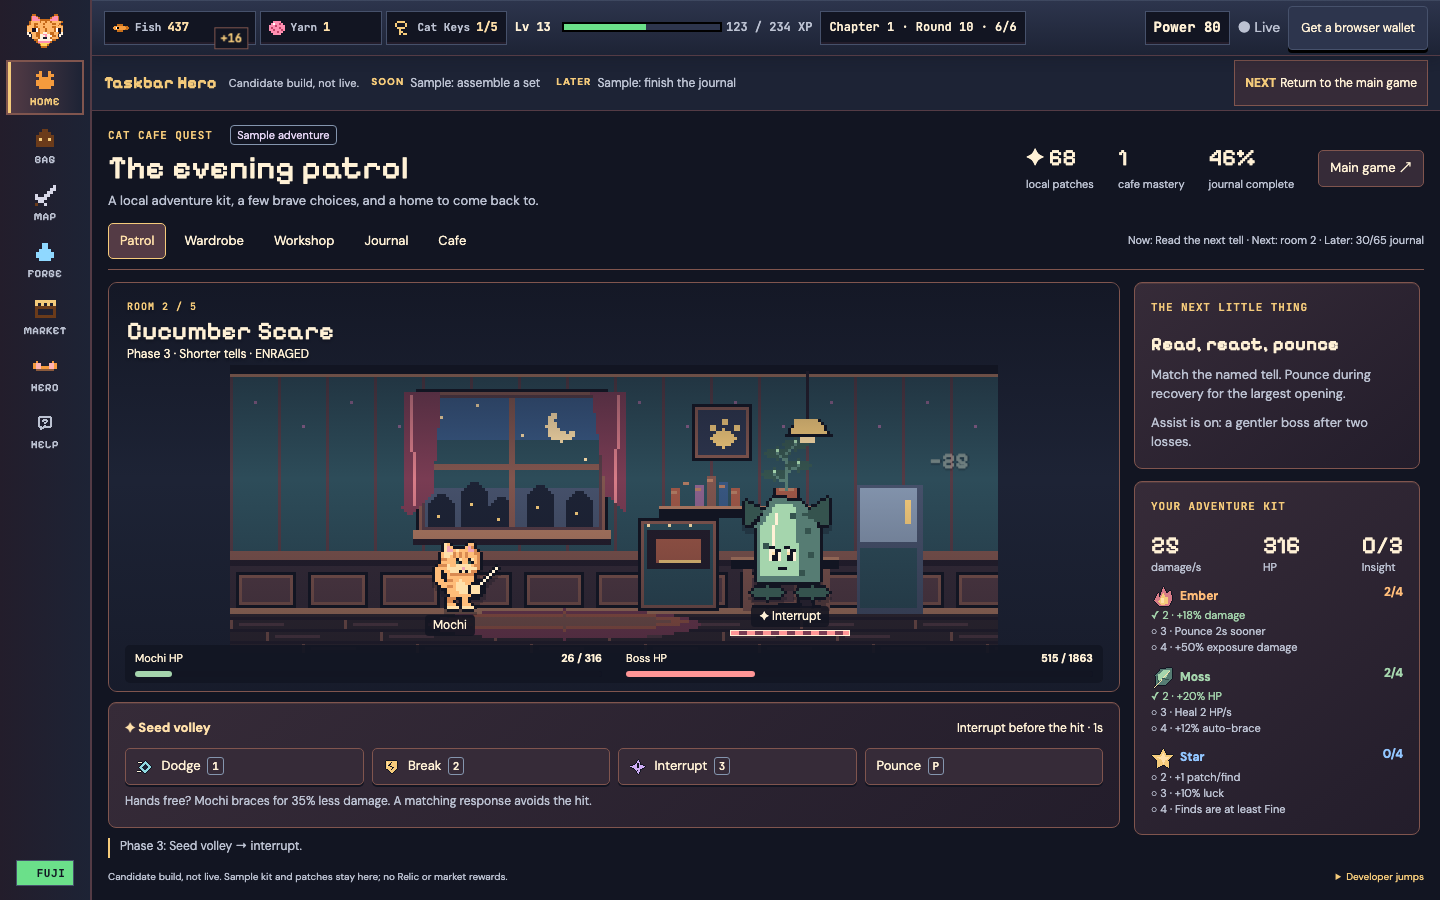 Fish 437
+16
Yarn 1
Cat Keys 1/5
Lv 13
123 / 234 XP
Chapter 1 · Round 10 · 6/6
Power 80
Live
Get a browser wallet
HOME
BAG
MAP
FORGE
MARKET
HERO
HELP
FUJI
Taskbar Hero
Candidate build, not live.
SOON Sample: assemble a set
LATER Sample: finish the journal
NEXT Return to the main game
CAT CAFE QUEST
Sample adventure
The evening patrol
A local adventure kit, a few brave choices, and a home to come back to.
✦ 68
local patches
1
cafe mastery
46%
journal complete
Main game ↗
Patrol
Wardrobe
Workshop
Journal
Cafe
Now: Read the next tell · Next: room 2 · Later: 30/65 journal
ROOM 2 / 5
Cucumber Scare
Phase 3 · Shorter tells · ENRAGED
-28
Mochi
✦ Interrupt
Mochi HP
26 / 316
Boss HP
515 / 1863
✦ Seed volley
Interrupt before the hit · 1s
Dodge 1
Break 2
Interrupt 3
Pounce P
Hands free? Mochi braces for 35% less damage. A matching response avoids the hit.
Phase 3: Seed volley → interrupt.
Candidate build, not live. Sample kit and patches stay here; no Relic or market rewards.
▸ Developer jumps
THE NEXT LITTLE THING
Read, react, pounce
Match the named tell. Pounce during
recovery for the largest opening.
Assist is on: a gentler boss after two
losses.
YOUR ADVENTURE KIT
28
damage/s
316
HP
0/3
Insight
Ember
2/4
✓ 2 · +18% damage
○ 3 · Pounce 2s sooner
○ 4 · +50% exposure damage
Moss
2/4
✓ 2 · +20% HP
○ 3 · Heal 2 HP/s
○ 4 · +12% auto-brace
Star
0/4
○ 2 · +1 patch/find
○ 3 · +10% luck
○ 4 · Finds are at least Fine